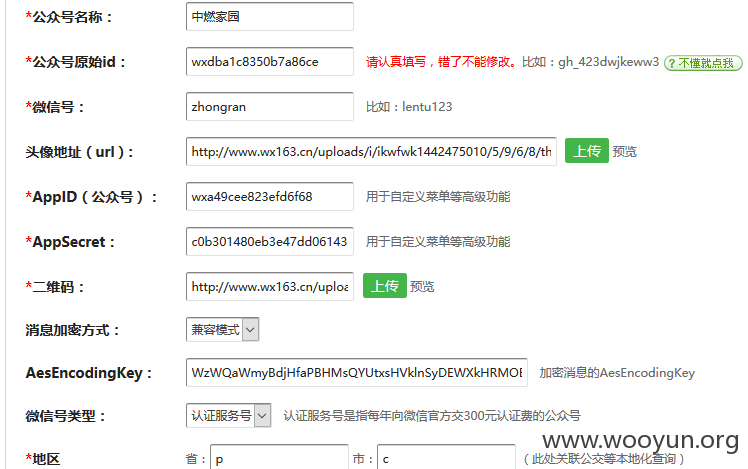 *公众号名称： 中燃家园
*公众号原始id： wxdba1c8350b7a86ce 请认真填写，错了不能修改。比如：gh_423dwjkeww3 ? 不懂就点我
*微信号： zhongran 比如：lentu123
头像地址（url）： http://www.wx163.cn/uploads/i/ikwfwk1442475010/5/9/6/8/th 上传 预览
*AppID（公众号）： wxa49cee823efd6f68 用于自定义菜单等高级功能
*AppSecret： c0b301480eb3e47dd06143 用于自定义菜单等高级功能
*二维码： http://www.wx163.cn/uploa 上传 预览
消息加密方式： 兼容模式
AesEncodingKey： WzWQaWmyBdjHfaPBHMsQYUtxsHVklnSyDEWXkHRMOE 加密消息的AesEncodingKey
微信号类型： 认证服务号 认证服务号是指每年向微信官方交300元认证费的公众号
*地区 省： p 市： c （此处关联公交等本地化查询）
www.wooyun.org